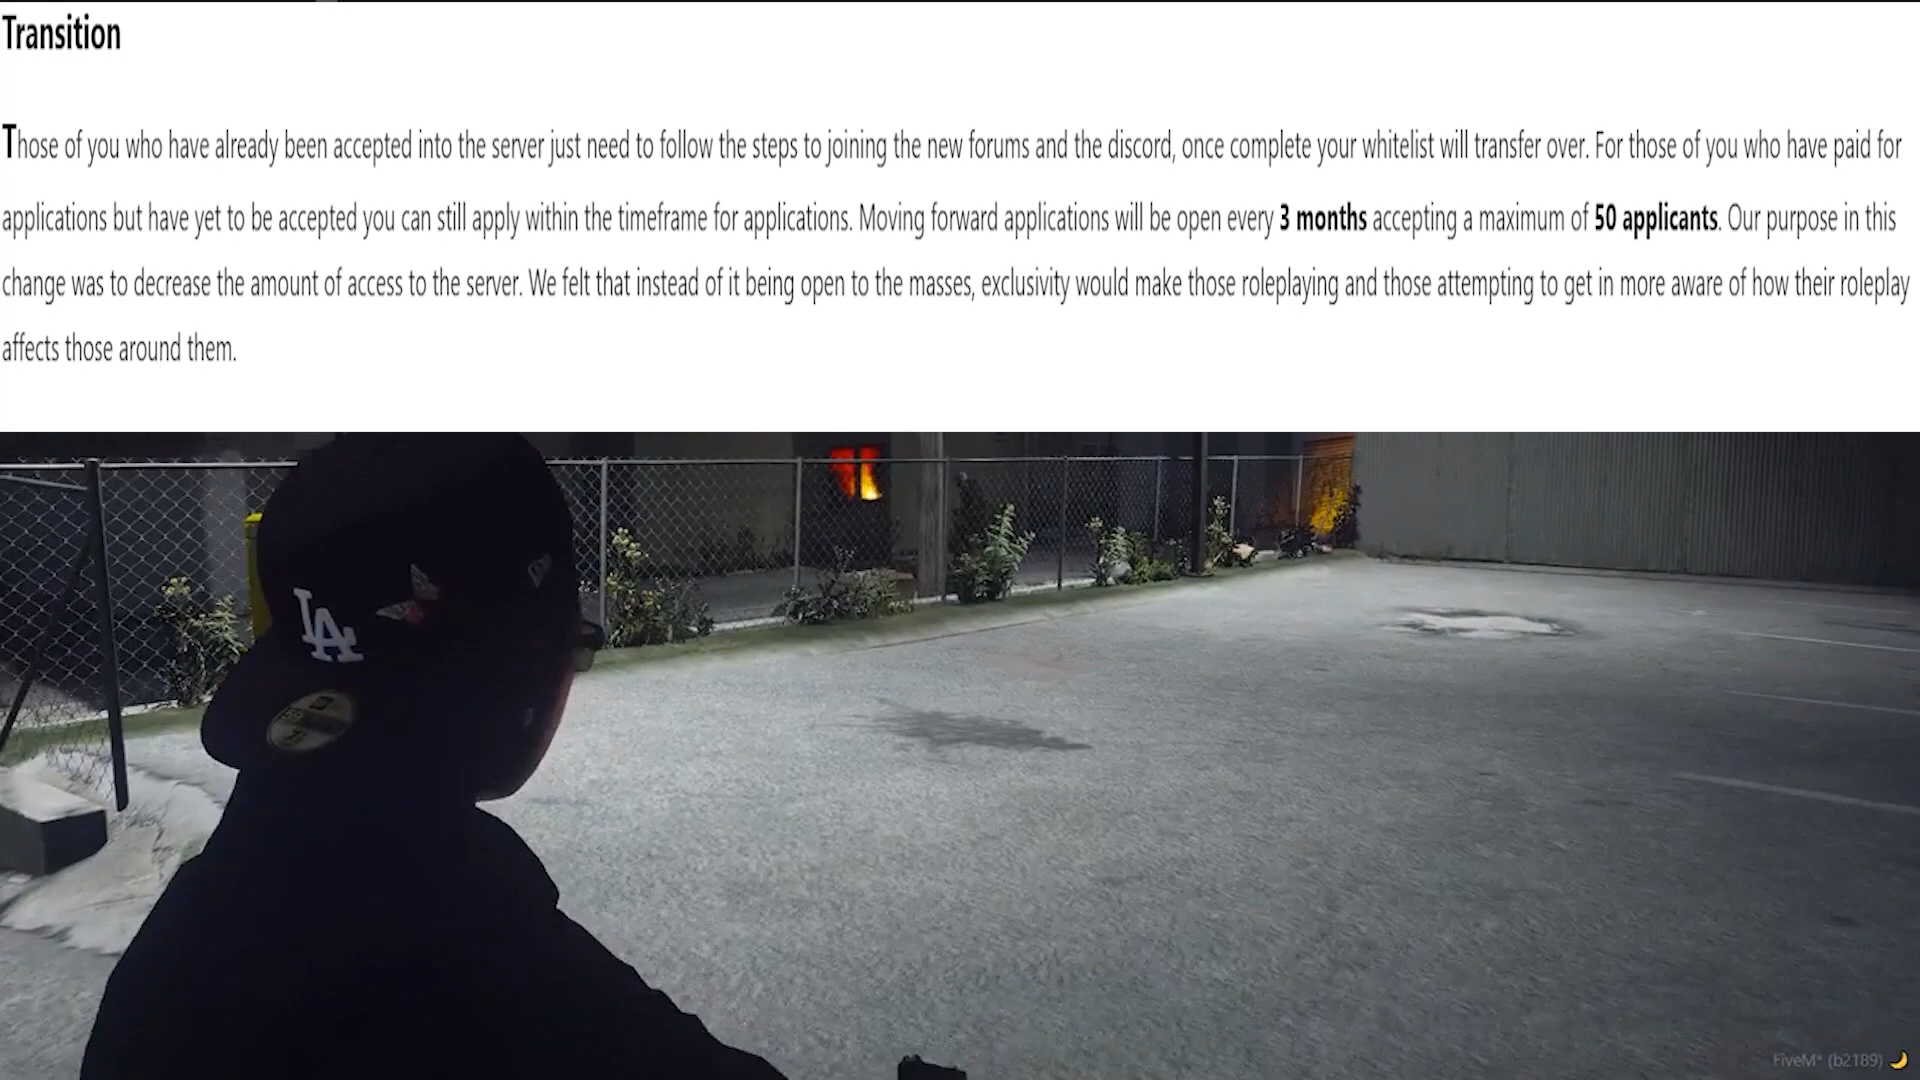 Transition
Those of you who have already been accepted into the server just need to follow the steps to joining the new forums and the discord, once complete your whitelist will transfer over. For those of you who have paid for
applications but have yet to be accepted you can still apply within the timeframe for applications. Moving forward applications will be open every 3 months accepting a maximum of 50 applicants. Our purpose in this
change was to decrease the amount of access to the server. We felt that instead of it being open to the masses, exclusivity would make those roleplaying and those attempting to get in more aware of how their roleplay
affects those around them.
LA
FiveM* (b2189) 🌙